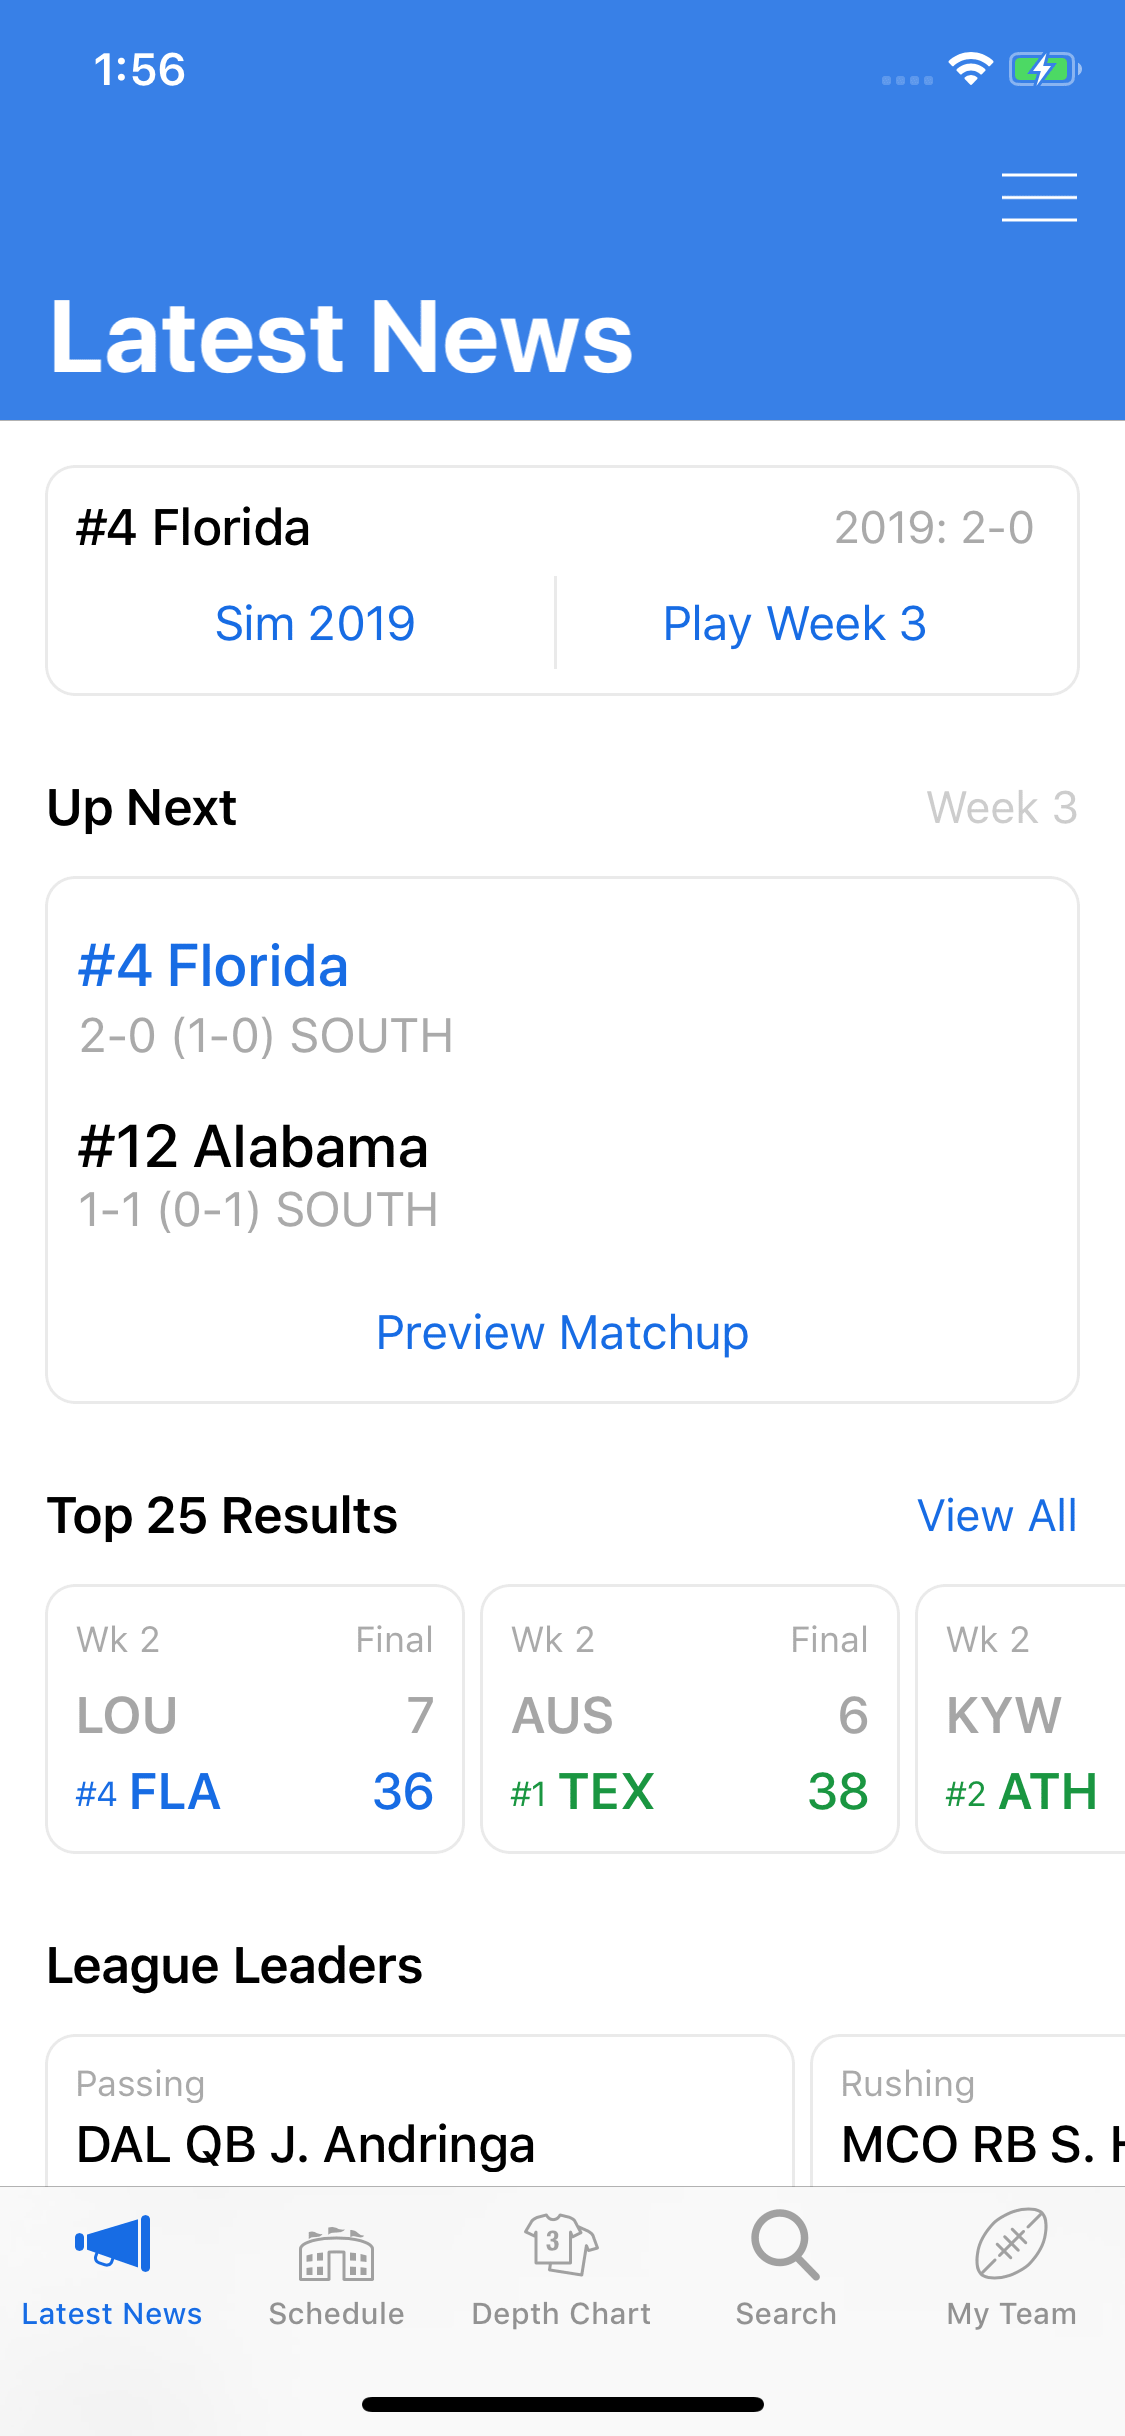 1:56
Latest News
#4 Florida 2019: 2-0
Sim 2019 Play Week 3
Up Next Week 3
#4 Florida
2-0 (1-0) SOUTH
#12 Alabama
1-1 (0-1) SOUTH
Preview Matchup
Top 25 Results View All
Wk 2 Final Wk 2 Final Wk 2
LOU 7 AUS 6 KYW
#4 FLA 36 #1 TEX 38 #2 ATH
League Leaders
Passing Rushing
DAL QB J. Andringa MCO RB S. H
3
Latest News Schedule Depth Chart Search My Team